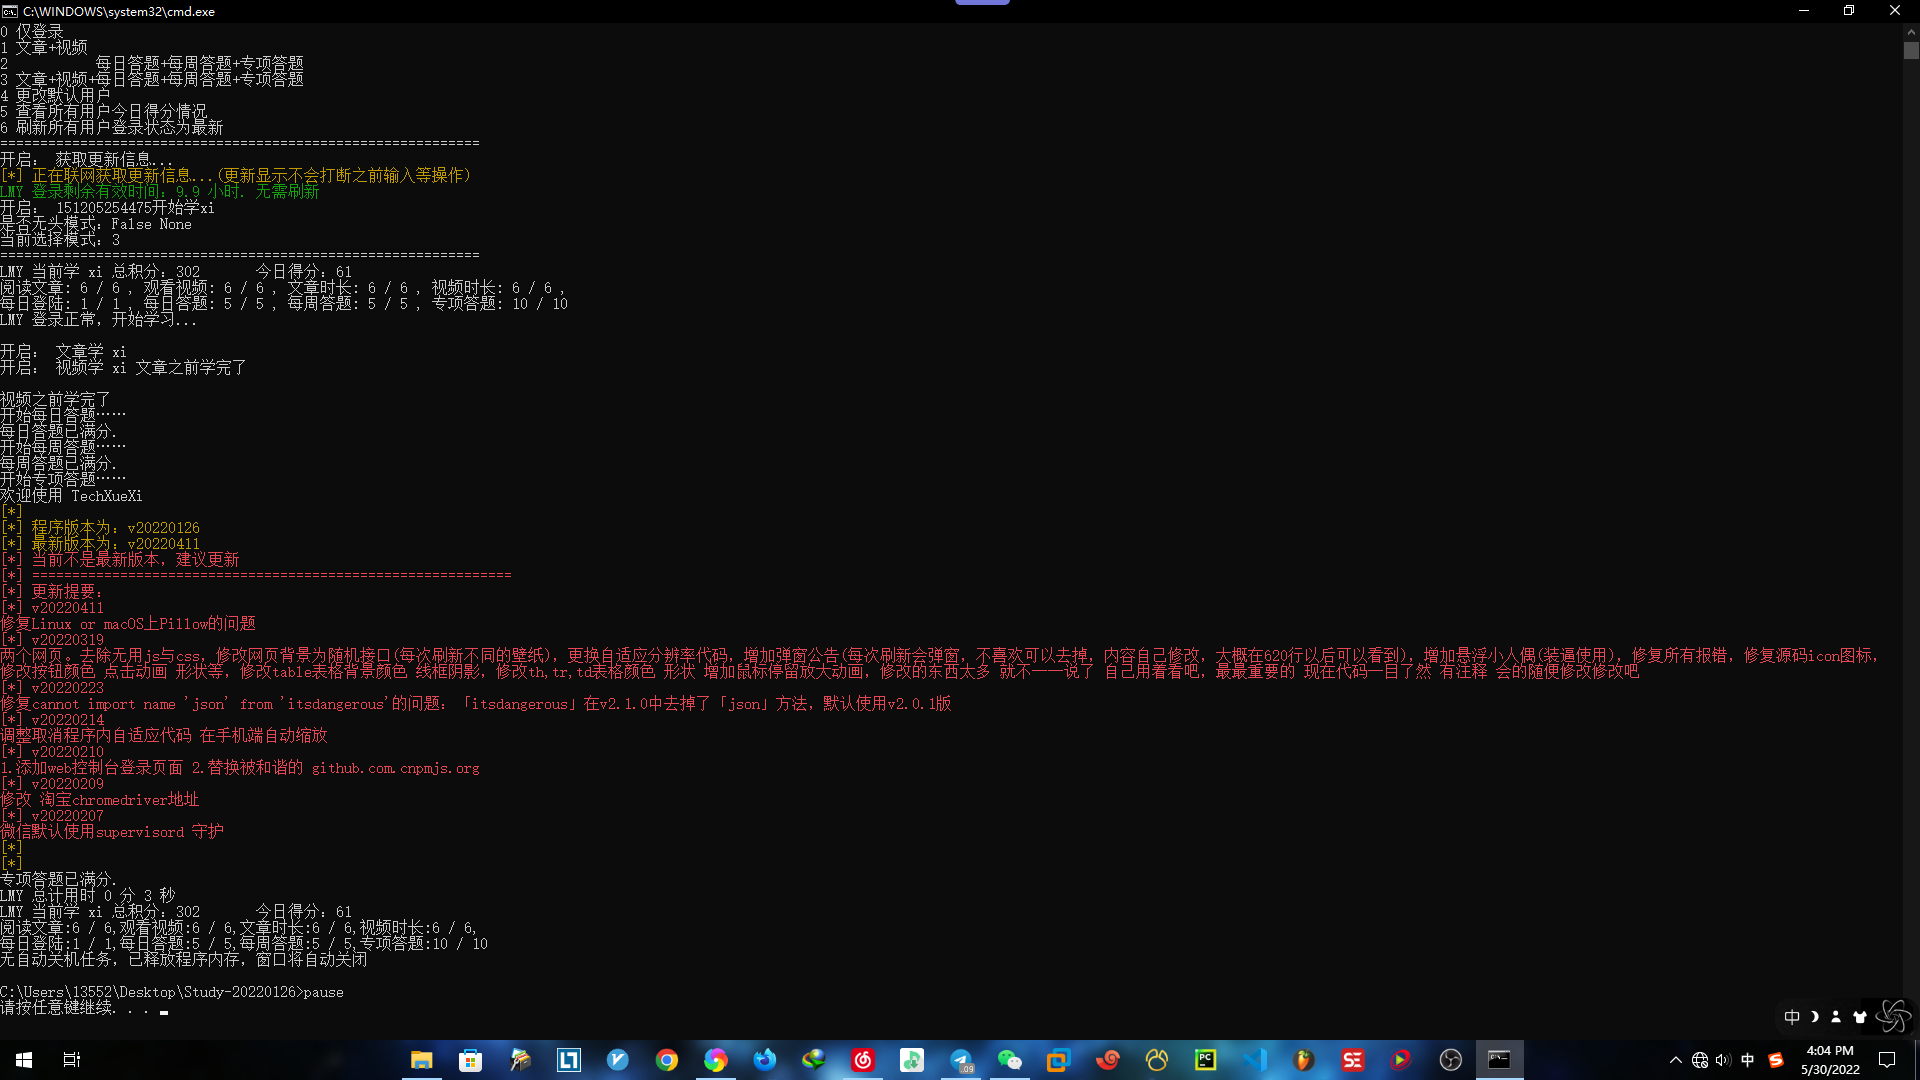 C:\WINDOWS\system32\cmd.exe
0 仅登录
1 文章+视频
2 每日答题+每周答题+专项答题
3 文章+视频+每日答题+每周答题+专项答题
4 更改默认用户
5 查看所有用户今日得分情况
6 刷新所有用户登录状态为最新
============================================================
开启： 获取更新信息...
[*] 正在联网获取更新信息...(更新显示不会打断之前输入等操作)
LMY 登录剩余有效时间：9.9 小时. 无需刷新
开启： 151205254475开始学xi
是否无头模式：False None
当前选择模式：3
============================================================
LMY 当前学 xi 总积分：302 今日得分：61
阅读文章: 6 / 6 , 观看视频: 6 / 6 , 文章时长: 6 / 6 , 视频时长: 6 / 6 ,
每日登陆: 1 / 1 , 每日答题: 5 / 5 , 每周答题: 5 / 5 , 专项答题: 10 / 10
LMY 登录正常，开始学习...
开启： 文章学 xi
开启： 视频学 xi 文章之前学完了
视频之前学完了
开始每日答题……
每日答题已满分.
开始每周答题……
每周答题已满分.
开始专项答题……
欢迎使用 TechXueXi
[*]
[*] 程序版本为：v20220126
[*] 最新版本为：v20220411
[*] 当前不是最新版本，建议更新
[*] ============================================================
[*] 更新提要：
[*] v20220411
修复Linux or macOS上Pillow的问题
[*] v20220319
两个网页。去除无用js与css，修改网页背景为随机接口(每次刷新不同的壁纸)，更换自适应分辨率代码，增加弹窗公告(每次刷新会弹窗，不喜欢可以去掉，内容自己修改，大概在620行以后可以看到)，增加悬浮小人偶(装逼使用)，修复所有报错，修复源码icon图标，
修改按钮颜色 点击动画 形状等，修改table表格背景颜色 线框阴影，修改th,tr,td表格颜色 形状 增加鼠标停留放大动画，修改的东西太多 就不一一说了 自己用着看吧，最最重要的 现在代码一目了然 有注释 会的随便修改修改吧
[*] v20220223
修复cannot import name 'json' from 'itsdangerous'的问题：「itsdangerous」在v2.1.0中去掉了「json」方法，默认使用v2.0.1版
[*] v20220214
调整取消程序内自适应代码 在手机端自动缩放
[*] v20220210
1.添加web控制台登录页面 2.替换被和谐的 github.com.cnpmjs.org
[*] v20220209
修改 淘宝chromedriver地址
[*] v20220207
微信默认使用supervisord 守护
[*]
[*]
专项答题已满分.
LMY 总计用时 0 分 3 秒
LMY 当前学 xi 总积分：302 今日得分：61
阅读文章:6 / 6,观看视频:6 / 6,文章时长:6 / 6,视频时长:6 / 6,
每日登陆:1 / 1,每日答题:5 / 5,每周答题:5 / 5,专项答题:10 / 10
无自动关机任务，已释放程序内存，窗口将自动关闭
C:\Users\13552\Desktop\Study-20220126>pause
请按任意键继续. . .
中
.09
PC
SE
中
4:04 PM
5/30/2022